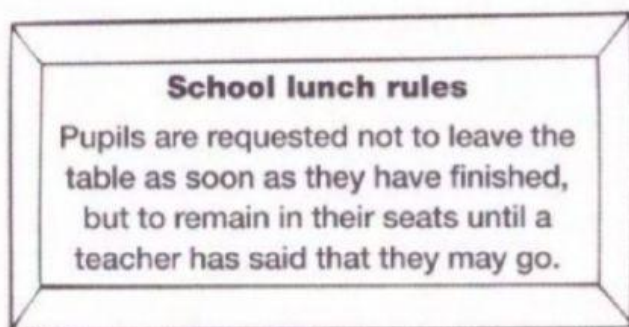 School lunch rules
Pupils are requested not to leave the
table as soon as they have finished,
but to remain in their seats until a
teacher has said that they may go.